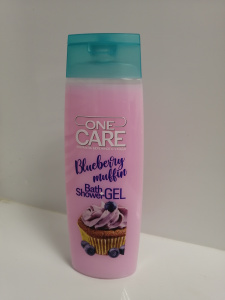 ONE
CARE
Blueberry
muffin
Bath
Shower GEL